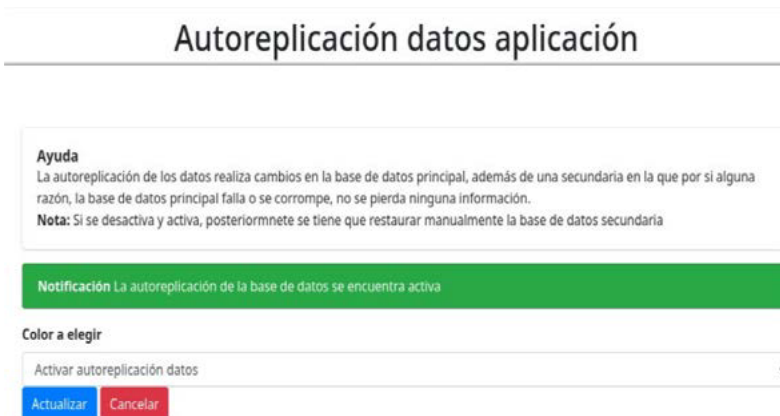 Autoreplicación datos aplicación
Ayuda
La autoreplicación de los datos realiza cambios en la base de datos principal, además de una secundaria en la que por si alguna
razón, la base de datos principal falla o se corrompe, no se pierda ninguna información.
Nota: Si se desactiva y activa, posteriormnete se tiene que restaurar manualmente la base de datos secundaria
Notificación La autoreplicación de la base de datos se encuentra activa
Color a elegir
Activar autoreplicación datos
Actualizar Cancelar